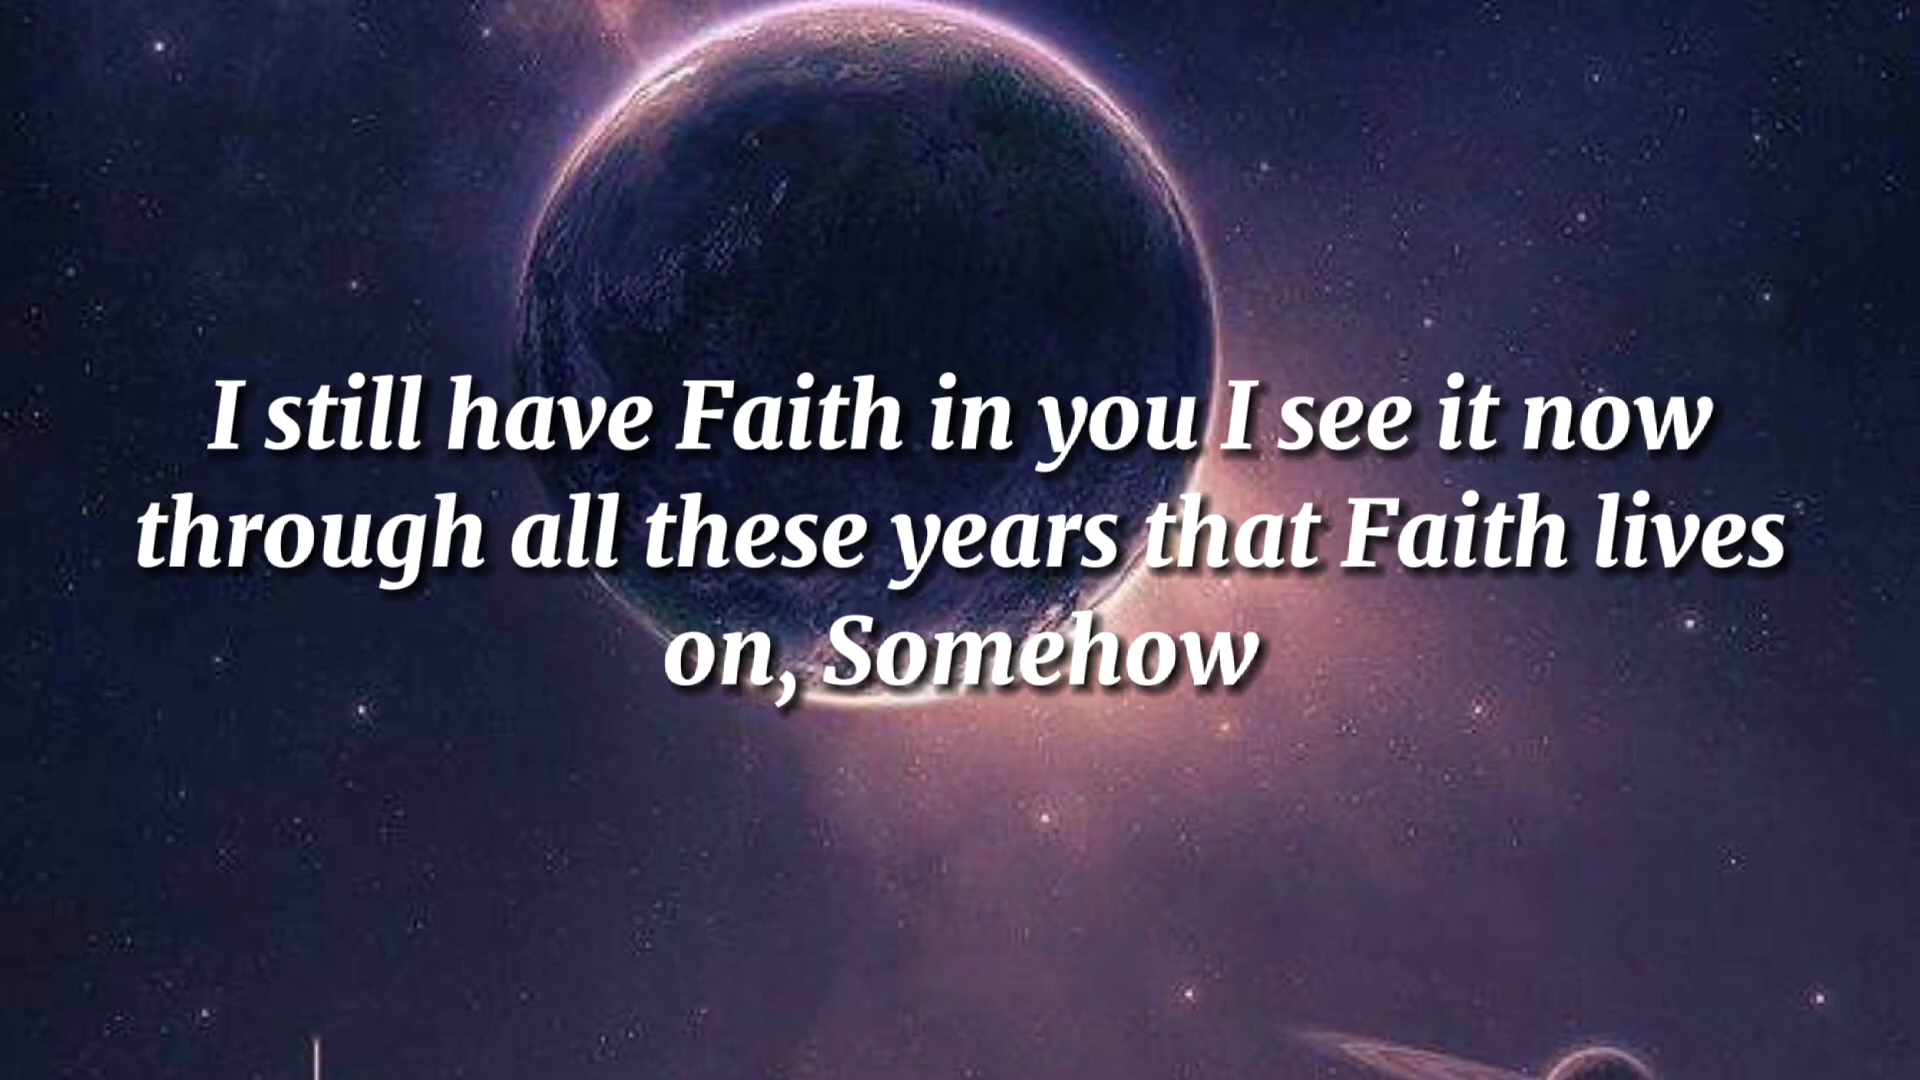 I still have Faith in you I see it now
through all these years that Faith lives
on, Somehow